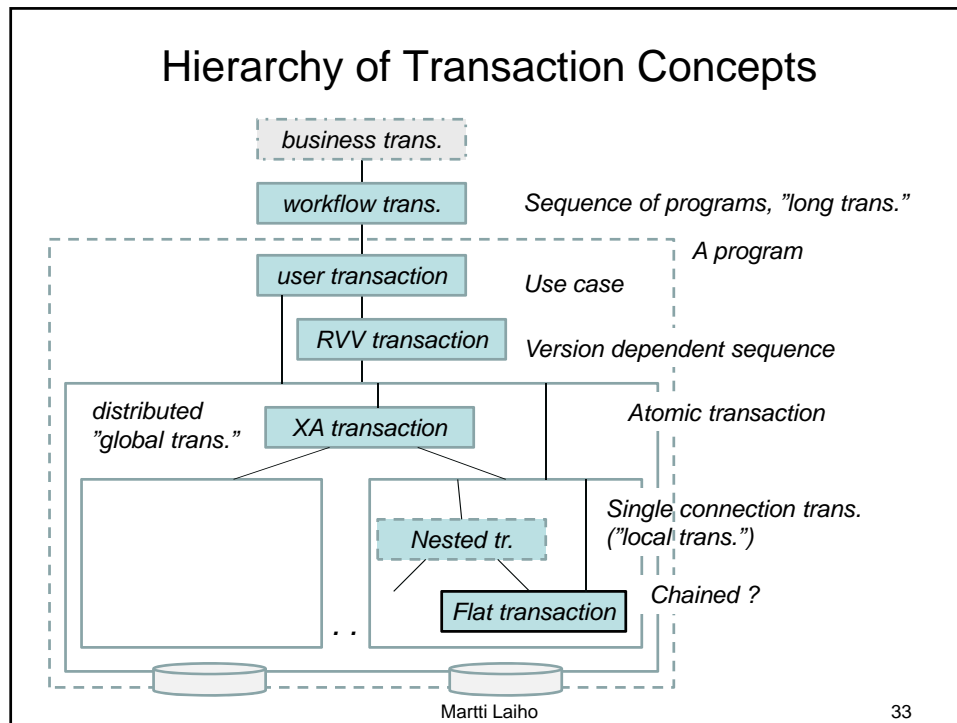 Hierarchy of Transaction Concepts
business trans.
workflow trans.
Sequence of programs, ”long trans.”
A program
user transaction
Use case
RVV transaction
Version dependent sequence
distributed
”global trans.”
XA transaction
Atomic transaction
Single connection trans.
(”local trans.”)
Nested tr.
Chained ?
Flat transaction
. .
Martti Laiho
33